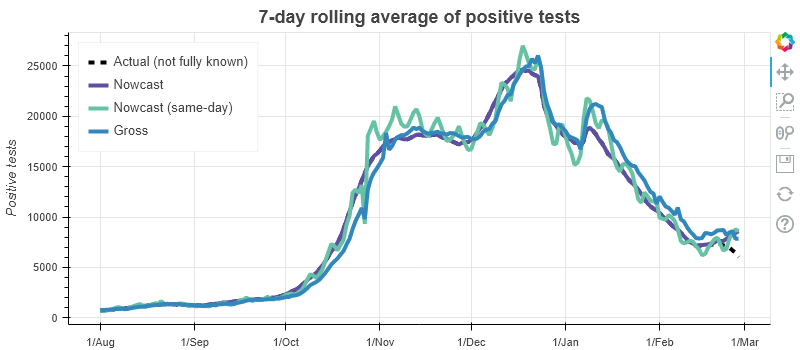 7-day rolling average of positive tests
Actual (not fully known)
Nowcast
Nowcast (same-day)
Gross
Positive tests
25000
20000
15000
10000
5000
0
1/Aug
1/Sep
1/Oct
1/Nov
1/Dec
1/Jan
1/Feb
1/Mar